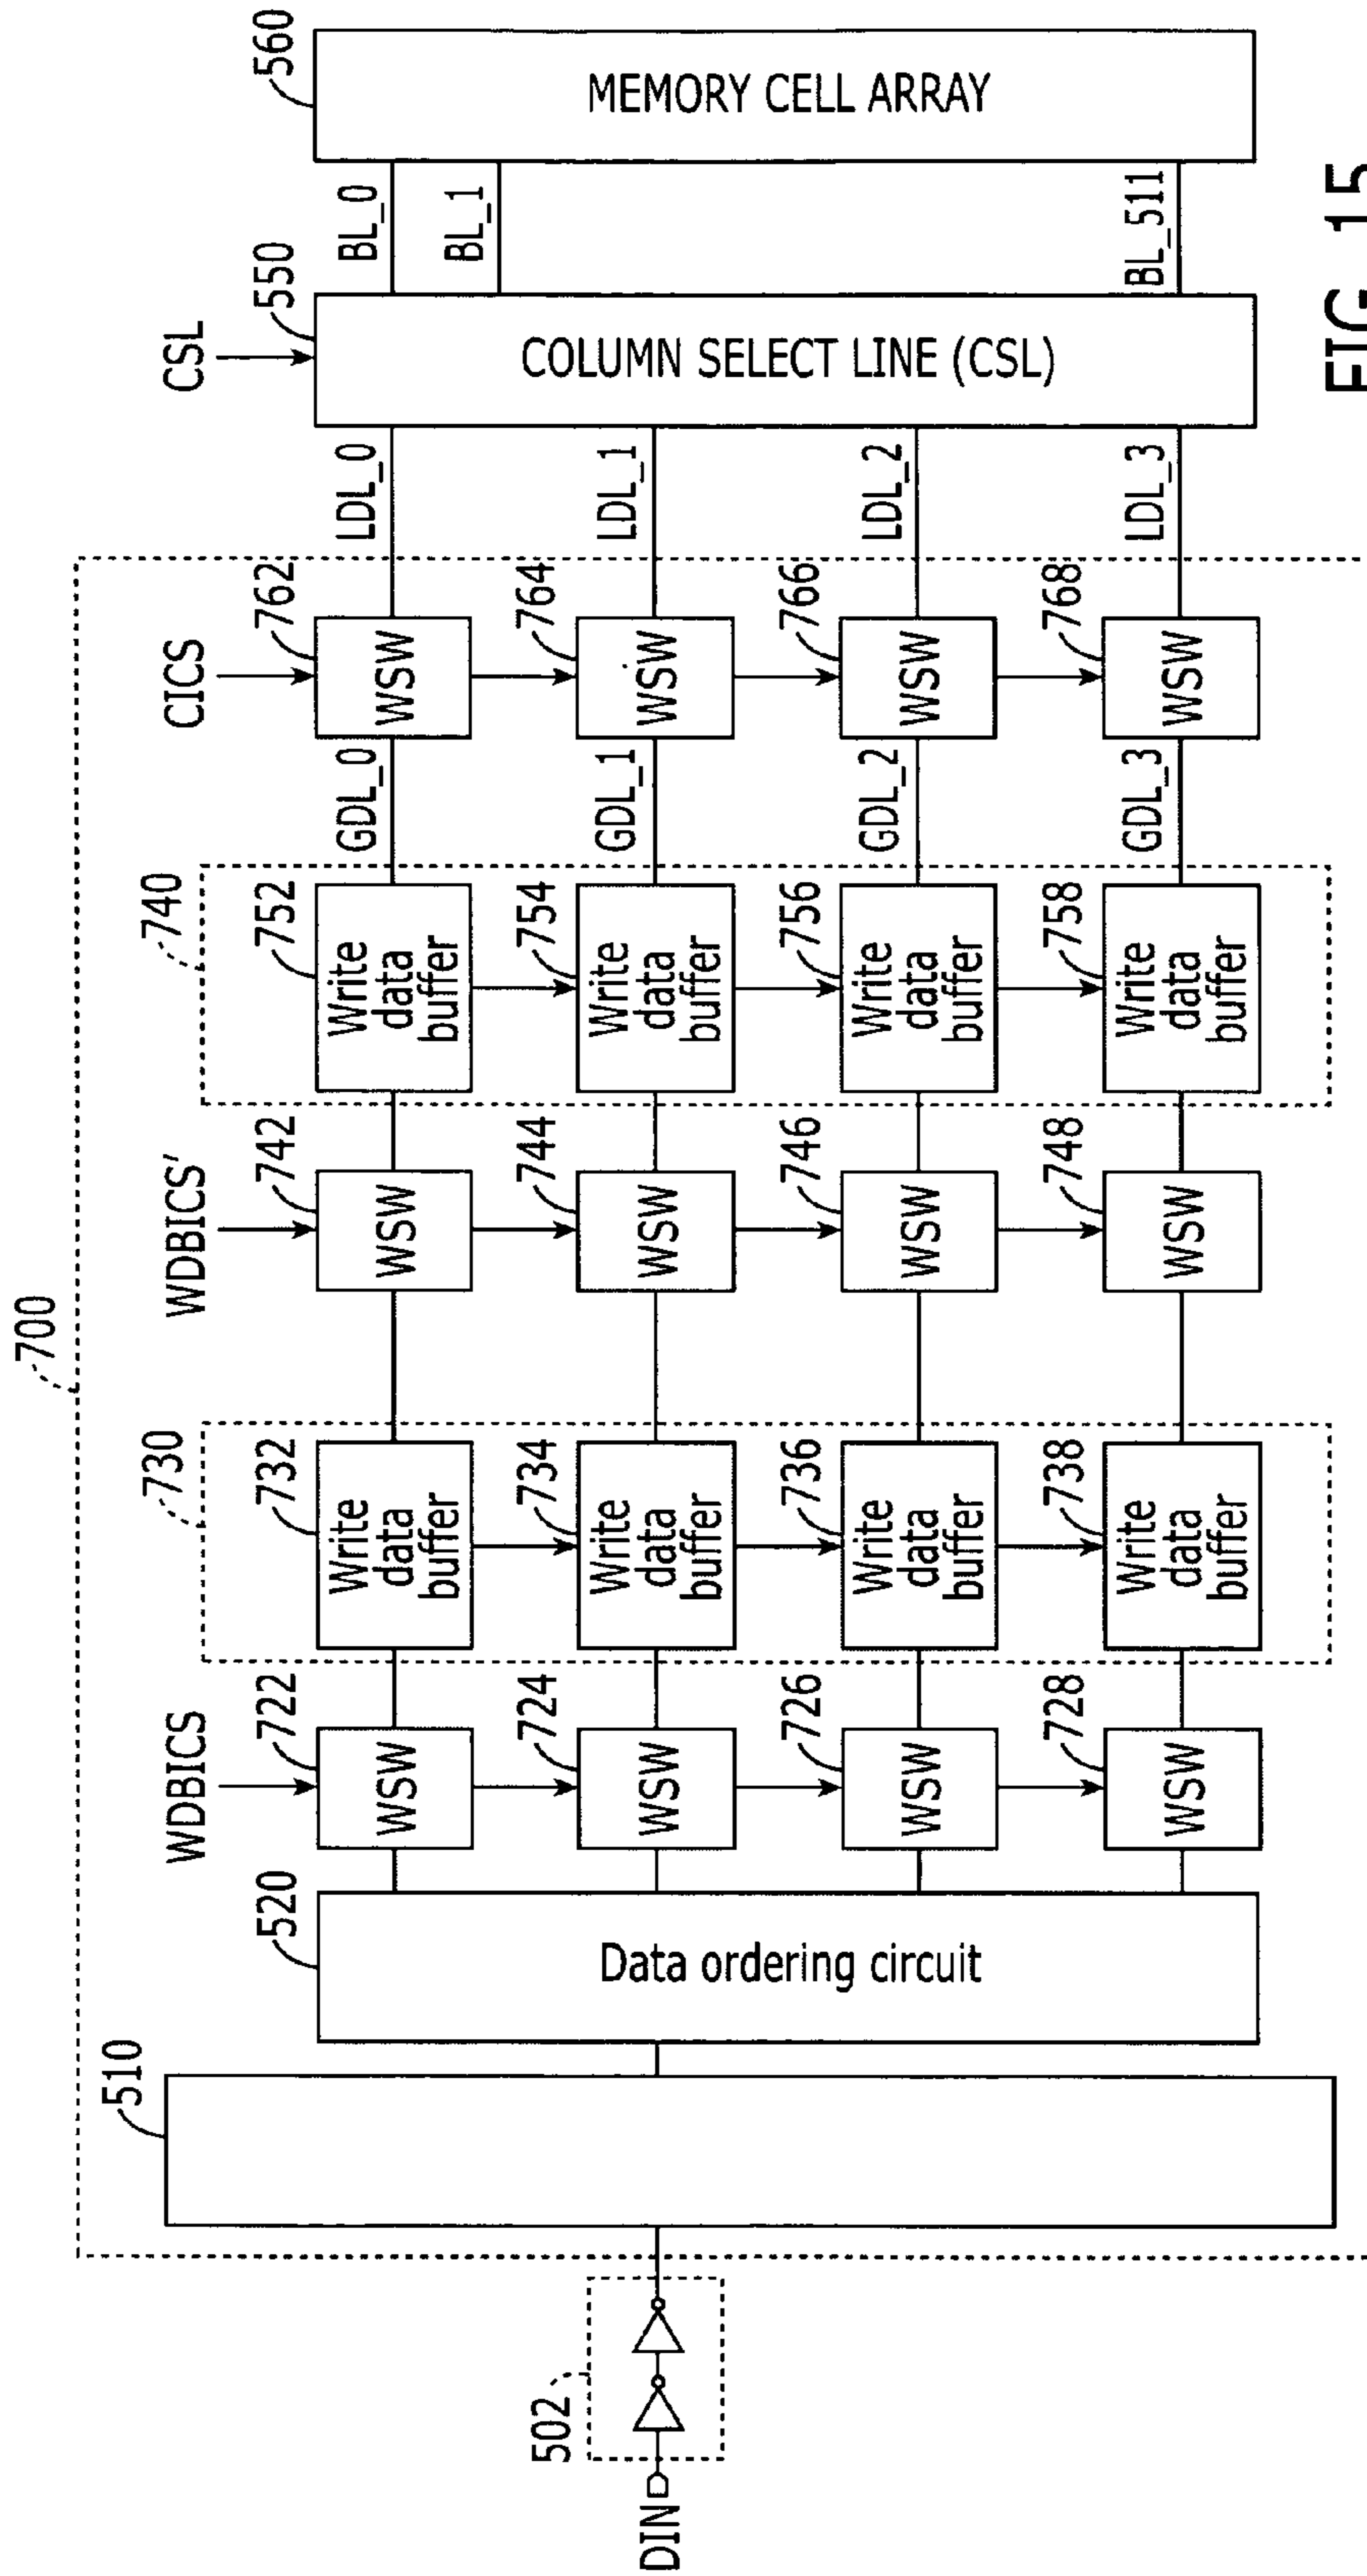 700
DIN
502
510
520
Data ordering circuit
WDBICS
722
WSW
724
WSW
726
WSW
728
WSW
730
732
Write
data
buffer
734
Write
data
buffer
736
Write
data
buffer
738
Write
data
buffer
WDBICS'
742
WSW
744
WSW
746
WSW
748
WSW
740
752
Write
data
buffer
754
Write
data
buffer
756
Write
data
buffer
758
Write
data
buffer
GDL_0
GDL_1
GDL_2
GDL_3
CICS
762
WSW
764
WSW
766
WSW
768
WSW
LDL_0
LDL_1
LDL_2
LDL_3
CSL
550
COLUMN SELECT LINE (CSL)
BL_0
BL_1
BL_511
560
MEMORY CELL ARRAY
FIG. 15